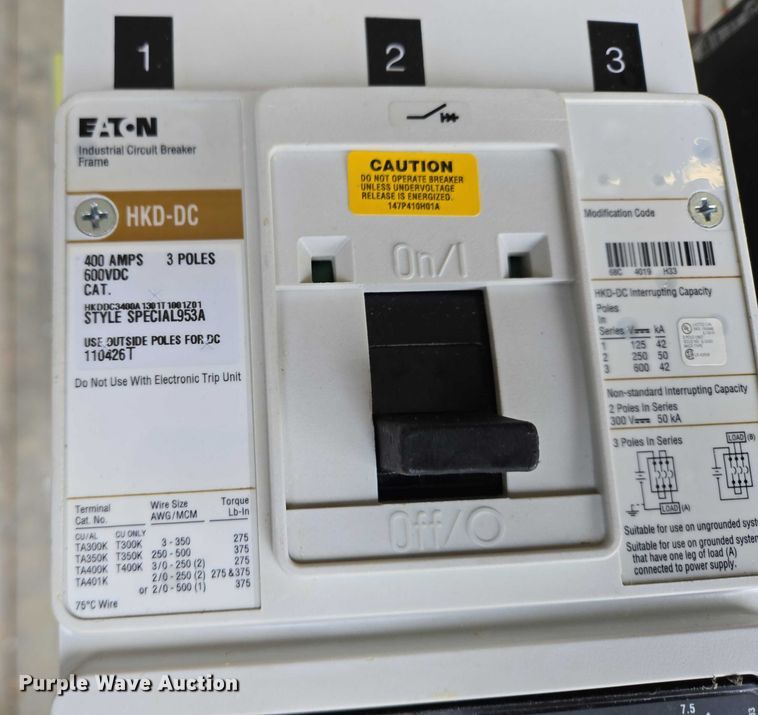 1
2
3
EATON
Industrial Circuit Breaker
Frame
HKD-DC
400 AMPS 3 POLES
600VDC
CAT.
HKDDC3400A1301T1001Z01
STYLE SPECIAL953A
USE OUTSIDE POLES FOR DC
110426T
Do Not Use With Electronic Trip Unit
Terminal Wire Size Torque
Cat. No. AWG/MCM Lb-In
CU/AL CU ONLY
TA300K T300K 3 - 350 275
TA350K T350K 250 - 500 375
TA400K T400K 3/0 - 250 (2) 275
TA401K 2/0 - 250 (2) 275 & 375
or 2/0 - 500 (1) 375
75°C Wire
CAUTION
DO NOT OPERATE BREAKER
UNLESS UNDERVOLTAGE
RELEASE IS ENERGIZED.
147P410H01A
On/I
Off/O
Modification Code
68C 4019 H33
HKD-DC Interrupting Capacity
Poles
In
Series V kA
1 125 42
2 250 50
3 600 42
Non-standard Interrupting Capacity
2 Poles In Series
300 V 50 kA
3 Poles In Series
LOAD (B)
LOAD (A)
Suitable for use on ungrounded syst
Suitable for use on grounded system
that have one leg of load (A)
connected to power supply.
7.5
Purple Wave Auction